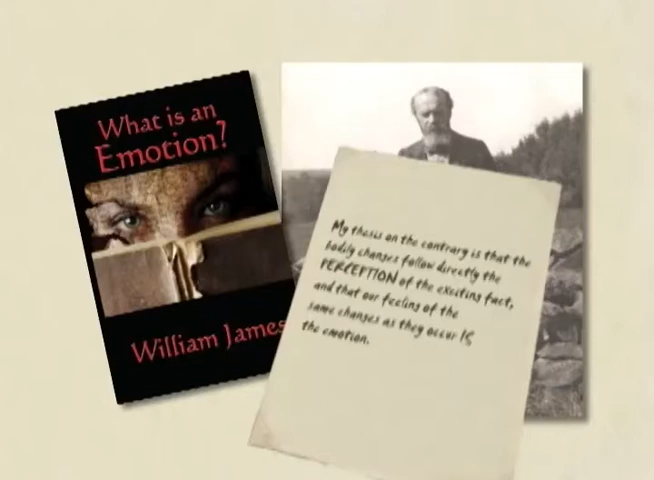 What is an
Emotion?
William James
My thesis on the contrary is that the
bodily changes follow directly the
PERCEPTION of the exciting fact,
and that our feeling of the
same changes as they occur IS
the emotion.